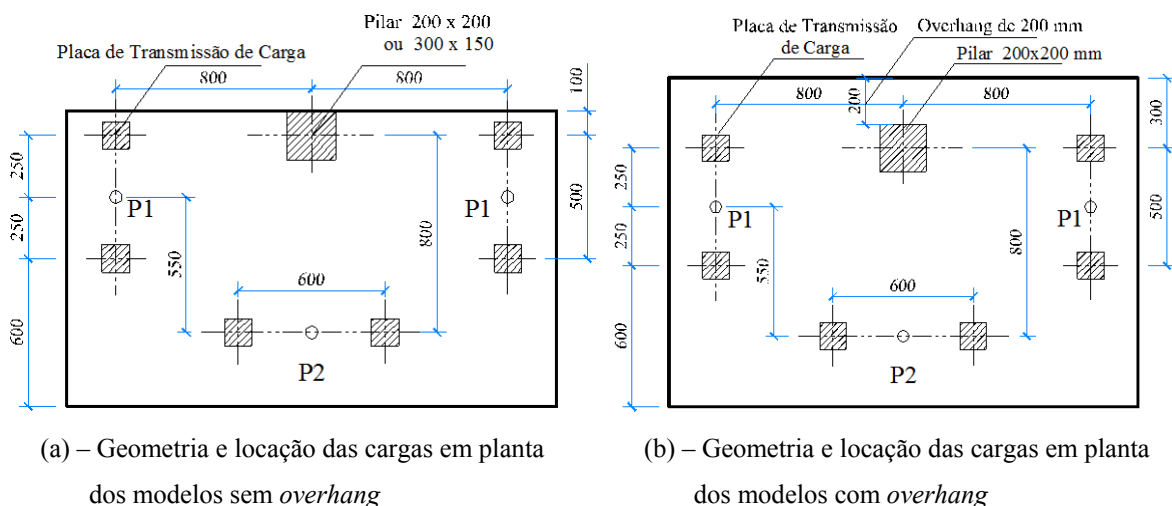 Pilar 200 x 200
ou 300 x 150
Placa de Transmissão de Carga
800
800
100
250
250
600
P1
P1
550
800
500
600
P2
(a) – Geometria e locação das cargas em planta
dos modelos sem overhang
Placa de Transmissão
de Carga
Overhang de 200 mm
Pilar 200x200 mm
800
200
800
300
250
250
600
P1
P1
550
800
500
600
P2
(b) – Geometria e locação das cargas em planta
dos modelos com overhang